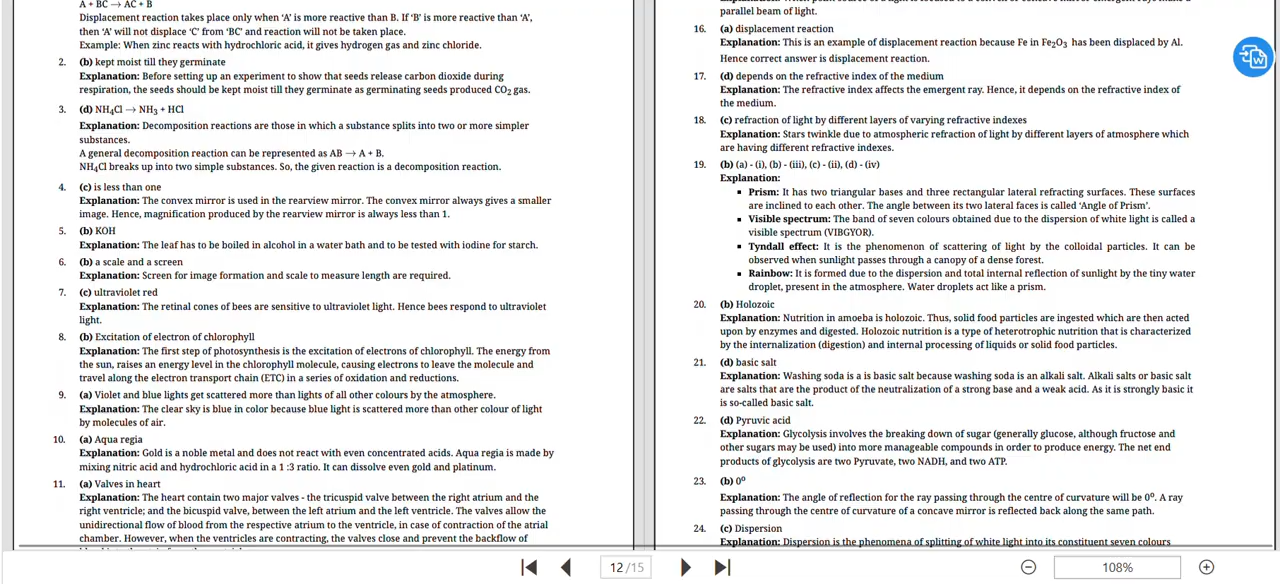 A + BC → AC + B
Displacement reaction takes place only when ‘A’ is more reactive than B. If ‘B’ is more reactive than ‘A’,
then ‘A’ will not displace ‘C’ from ‘BC’ and reaction will not be taken place.
Example: When zinc reacts with hydrochloric acid, it gives hydrogen gas and zinc chloride.
2. (b) kept moist till they germinate
Explanation: Before setting up an experiment to show that seeds release carbon dioxide during
respiration, the seeds should be kept moist till they germinate as germinating seeds produced CO₂ gas.
3. (d) NH₄Cl → NH₃ + HCl
Explanation: Decomposition reactions are those in which a substance splits into two or more simpler
substances.
A general decomposition reaction can be represented as AB → A + B.
NH₄Cl breaks up into two simple substances. So, the given reaction is a decomposition reaction.
4. (c) is less than one
Explanation: The convex mirror is used in the rearview mirror. The convex mirror always gives a smaller
image. Hence, magnification produced by the rearview mirror is always less than 1.
5. (b) KOH
Explanation: The leaf has to be boiled in alcohol in a water bath and to be tested with iodine for starch.
6. (b) a scale and a screen
Explanation: Screen for image formation and scale to measure length are required.
7. (c) ultraviolet red
Explanation: The retinal cones of bees are sensitive to ultraviolet light. Hence bees respond to ultraviolet
light.
8. (b) Excitation of electron of chlorophyll
Explanation: The first step of photosynthesis is the excitation of electrons of chlorophyll. The energy from
the sun, raises an energy level in the chlorophyll molecule, causing electrons to leave the molecule and
travel along the electron transport chain (ETC) in a series of oxidation and reductions.
9. (a) Violet and blue lights get scattered more than lights of all other colours by the atmosphere.
Explanation: The clear sky is blue in color because blue light is scattered more than other colour of light
by molecules of air.
10. (a) Aqua regia
Explanation: Gold is a noble metal and does not react with even concentrated acids. Aqua regia is made by
mixing nitric acid and hydrochloric acid in a 1 :3 ratio. It can dissolve even gold and platinum.
11. (a) Valves in heart
Explanation: The heart contain two major valves - the tricuspid valve between the right atrium and the
right ventricle; and the bicuspid valve, between the left atrium and the left ventricle. The valves allow the
unidirectional flow of blood from the respective atrium to the ventricle, in case of contraction of the atrial
chamber. However, when the ventricles are contracting, the valves close and prevent the backflow of
parallel beam of light.
16. (a) displacement reaction
Explanation: This is an example of displacement reaction because Fe in Fe₂O₃ has been displaced by Al.
Hence correct answer is displacement reaction.
17. (d) depends on the refractive index of the medium
Explanation: The refractive index affects the emergent ray. Hence, it depends on the refractive index of
the medium.
18. (c) refraction of light by different layers of varying refractive indexes
Explanation: Stars twinkle due to atmospheric refraction of light by different layers of atmosphere which
are having different refractive indexes.
19. (b) (a) - (i), (b) - (iii), (c) - (ii), (d) - (iv)
Explanation:
▪ Prism: It has two triangular bases and three rectangular lateral refracting surfaces. These surfaces
are inclined to each other. The angle between its two lateral faces is called ‘Angle of Prism’.
▪ Visible spectrum: The band of seven colours obtained due to the dispersion of white light is called a
visible spectrum (VIBGYOR).
▪ Tyndall effect: It is the phenomenon of scattering of light by the colloidal particles. It can be
observed when sunlight passes through a canopy of a dense forest.
▪ Rainbow: It is formed due to the dispersion and total internal reflection of sunlight by the tiny water
droplet, present in the atmosphere. Water droplets act like a prism.
20. (b) Holozoic
Explanation: Nutrition in amoeba is holozoic. Thus, solid food particles are ingested which are then acted
upon by enzymes and digested. Holozoic nutrition is a type of heterotrophic nutrition that is characterized
by the internalization (digestion) and internal processing of liquids or solid food particles.
21. (d) basic salt
Explanation: Washing soda is a is basic salt because washing soda is an alkali salt. Alkali salts or basic salt
are salts that are the product of the neutralization of a strong base and a weak acid. As it is strongly basic it
is so-called basic salt.
22. (d) Pyruvic acid
Explanation: Glycolysis involves the breaking down of sugar (generally glucose, although fructose and
other sugars may be used) into more manageable compounds in order to produce energy. The net end
products of glycolysis are two Pyruvate, two NADH, and two ATP.
23. (b) 0⁰
Explanation: The angle of reflection for the ray passing through the centre of curvature will be 0⁰. A ray
passing through the centre of curvature of a concave mirror is reflected back along the same path.
24. (c) Dispersion
Explanation: Dispersion is the phenomena of splitting of white light into its constituent seven colours
W
12/15
108%